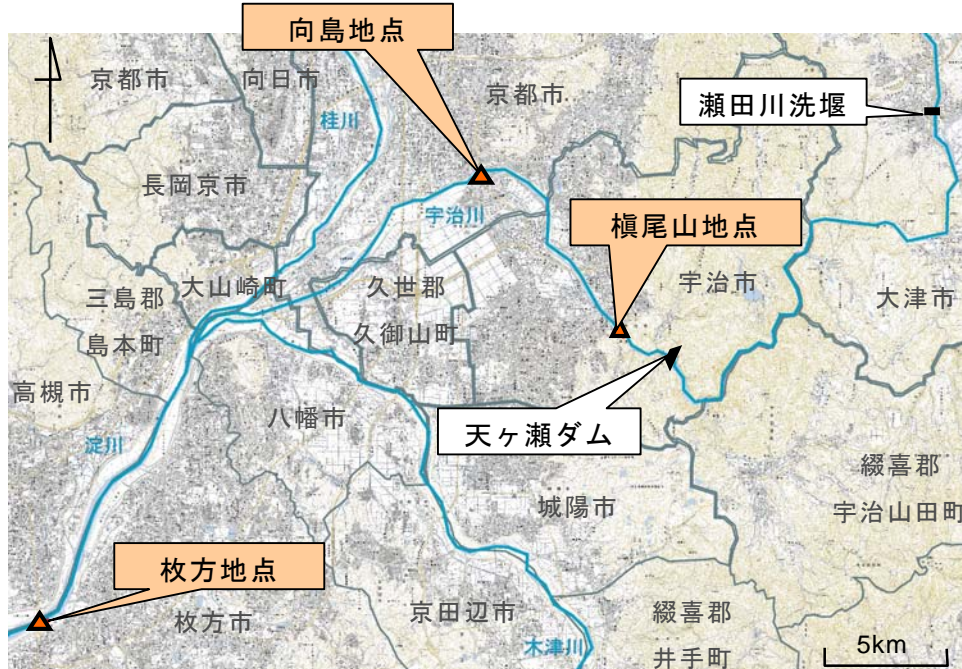 向島地点
京都市
向日市
京都市
瀬田川洗堰
桂川
長岡京市
宇治川
槇尾山地点
宇治市
大山崎町
久世郡
久御山町
三島郡
島本町
大津市
高槻市
八幡市
天ヶ瀬ダム
淀川
綴喜郡
宇治山田町
城陽市
枚方地点
枚方市
京田辺市
綴喜郡
井手町
木津川
5km